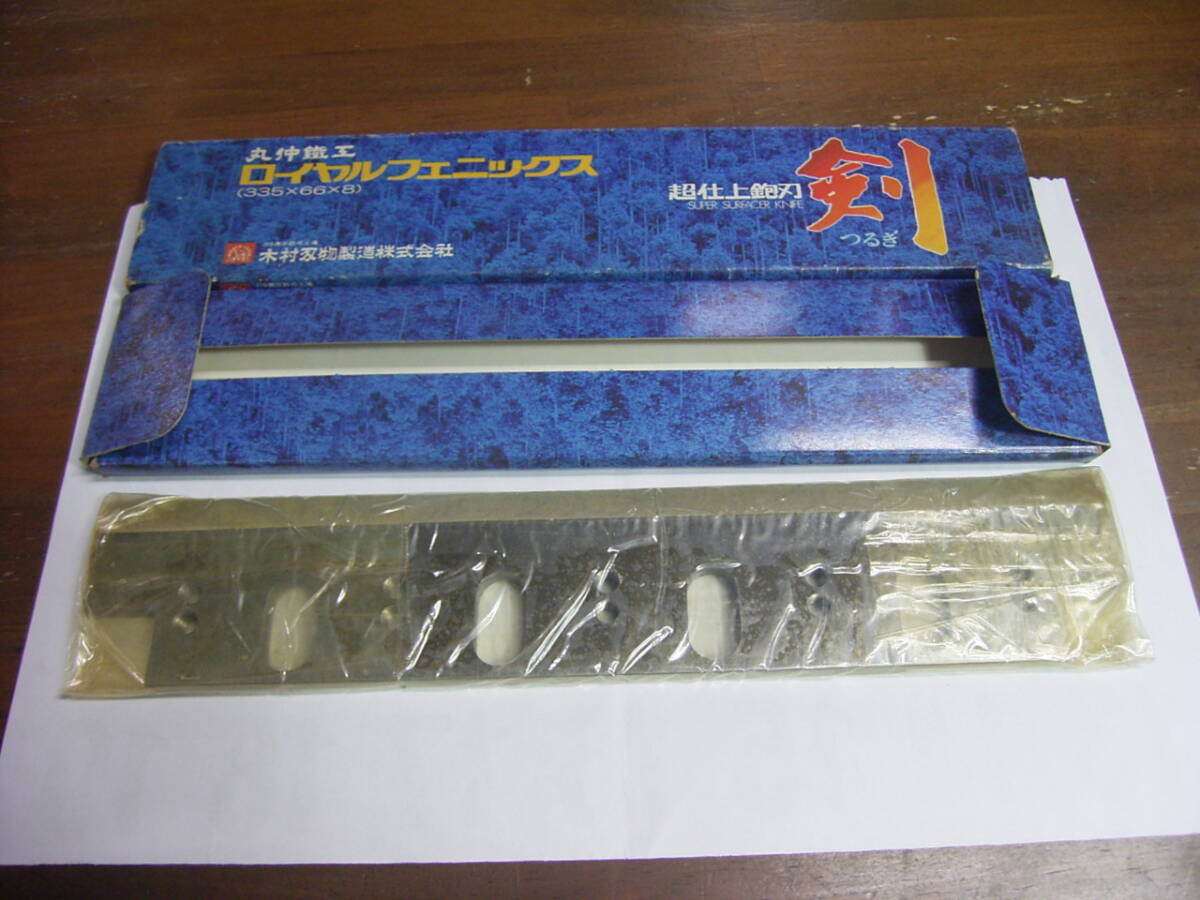 丸仲鐵工
ロイヤルフェニックス
(335×66×8)
木村刃物製造株式会社
超仕上鉋刃
SUPER SURFACER KNIFE
剣
つるぎ